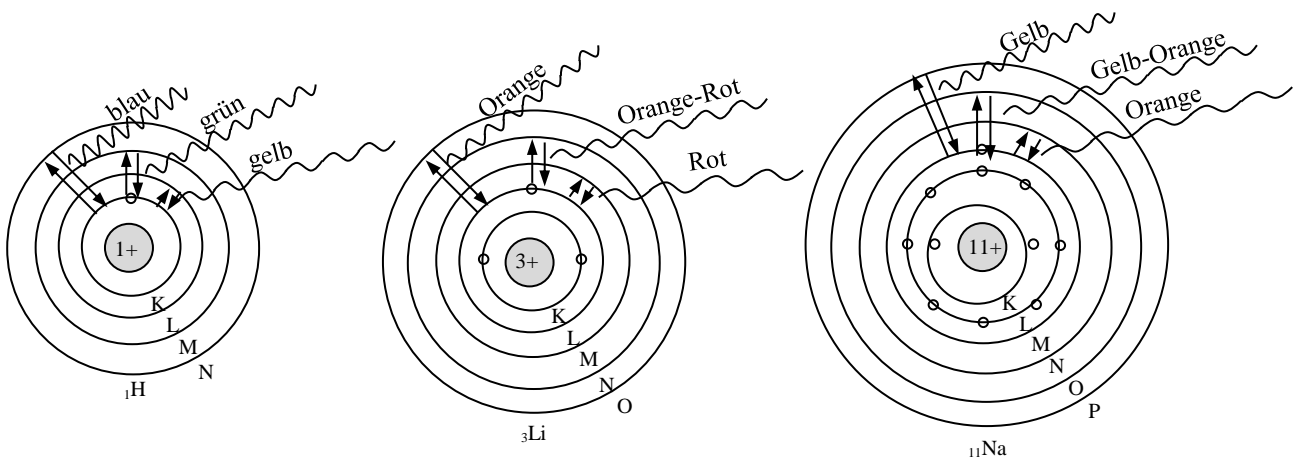 blau
grün
gelb
1+
K
L
M
N
₁H
Orange
Orange-Rot
Rot
3+
K
L
M
N
O
₃Li
Gelb
Gelb-Orange
Orange
11+
K
L
M
N
O
P
₁₁Na